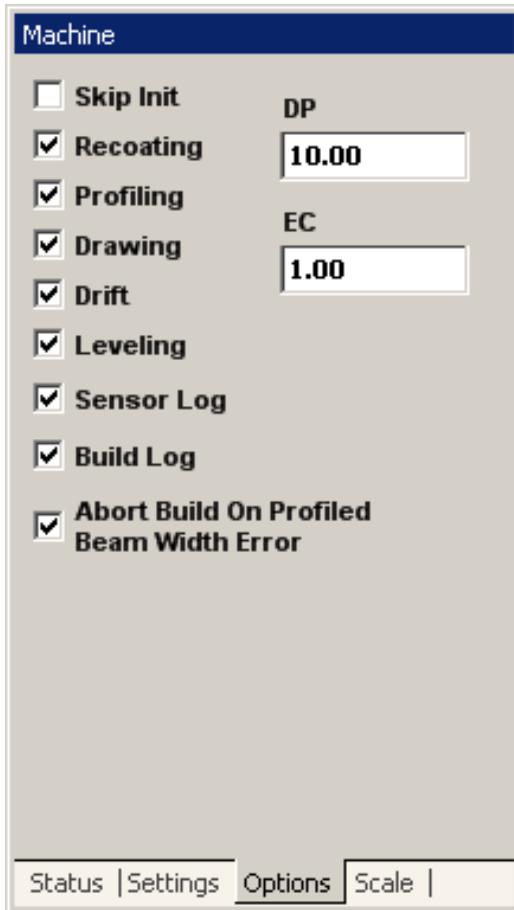 Machine
Skip Init
Recoating
Profiling
Drawing
Drift
Leveling
Sensor Log
Build Log
Abort Build On Profiled
Beam Width Error
DP
10.00
EC
1.00
Status | Settings Options Scale |